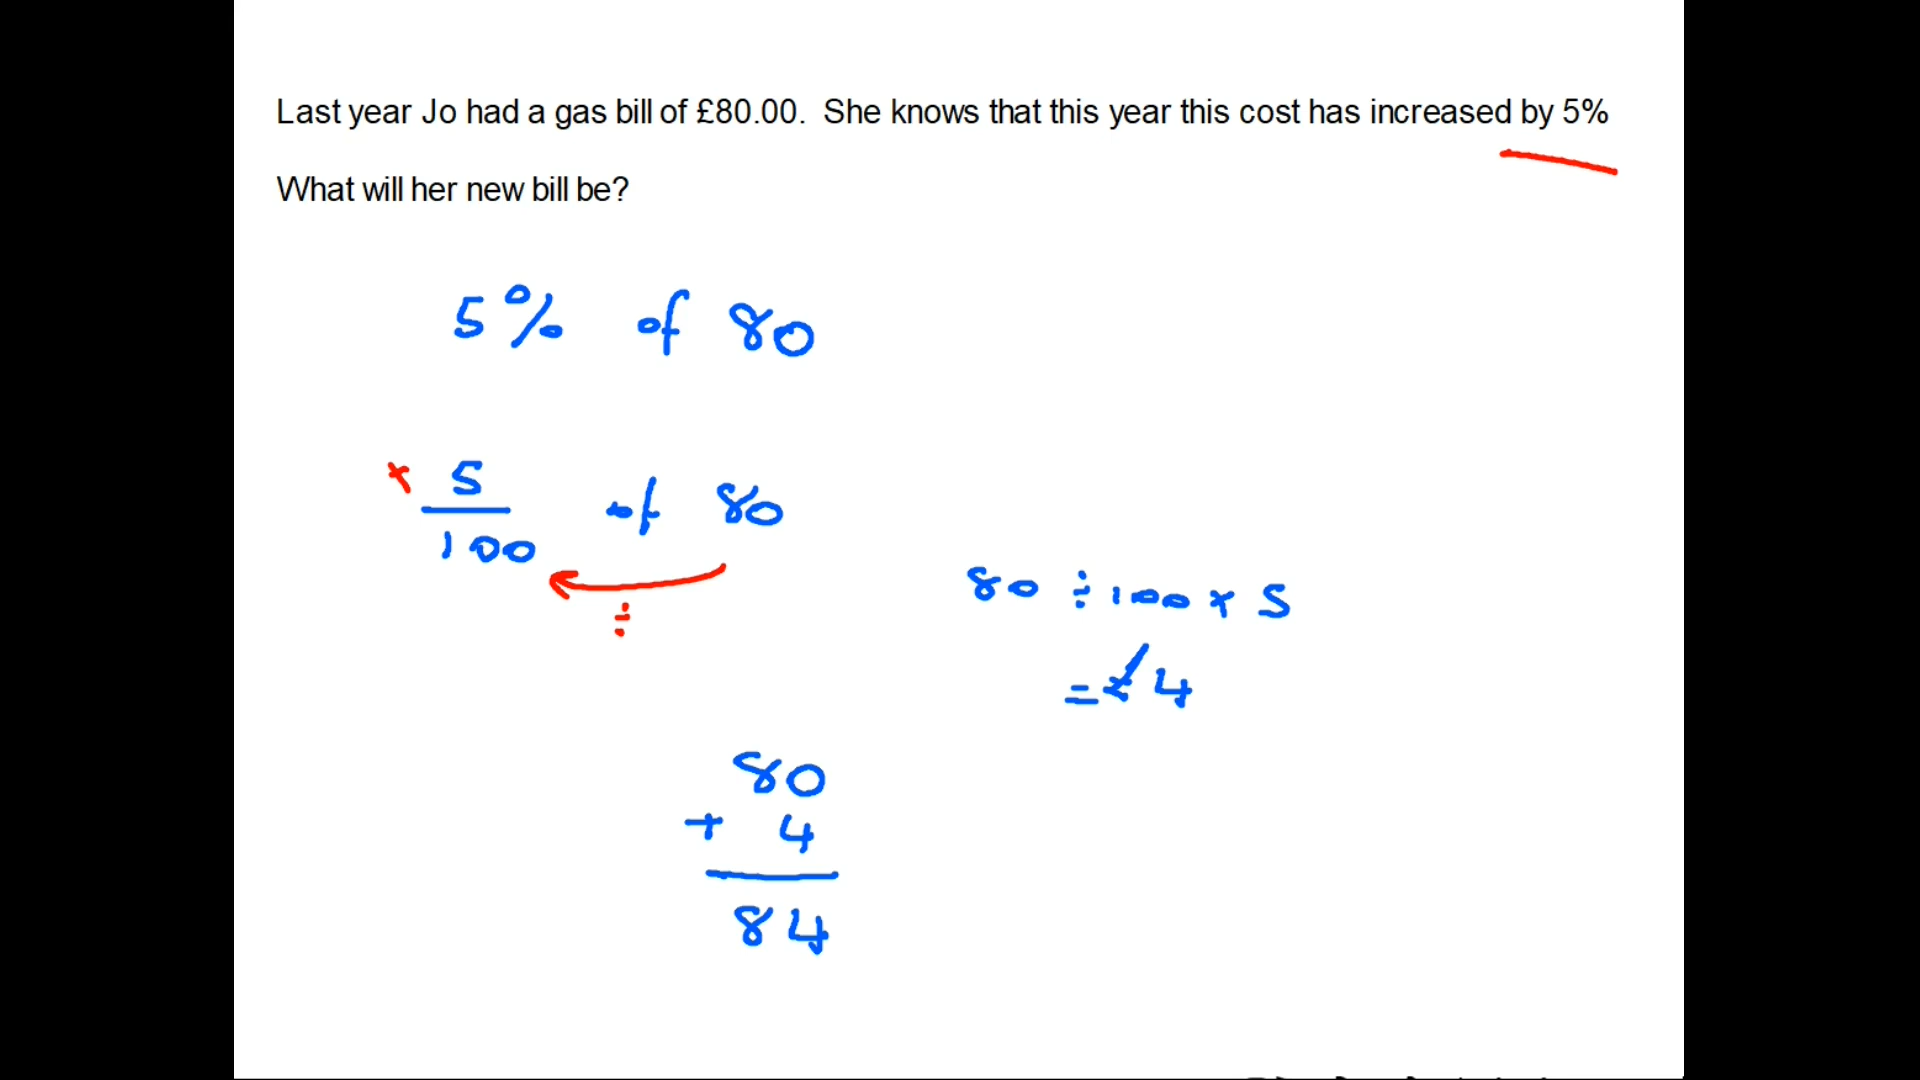 Last year Jo had a gas bill of £80.00. She knows that this year this cost has increased by 5%
What will her new bill be?
5% of 80
× 5
of 80
100
÷
80 ÷ 100 × 5
= £4
80
+ 4
84